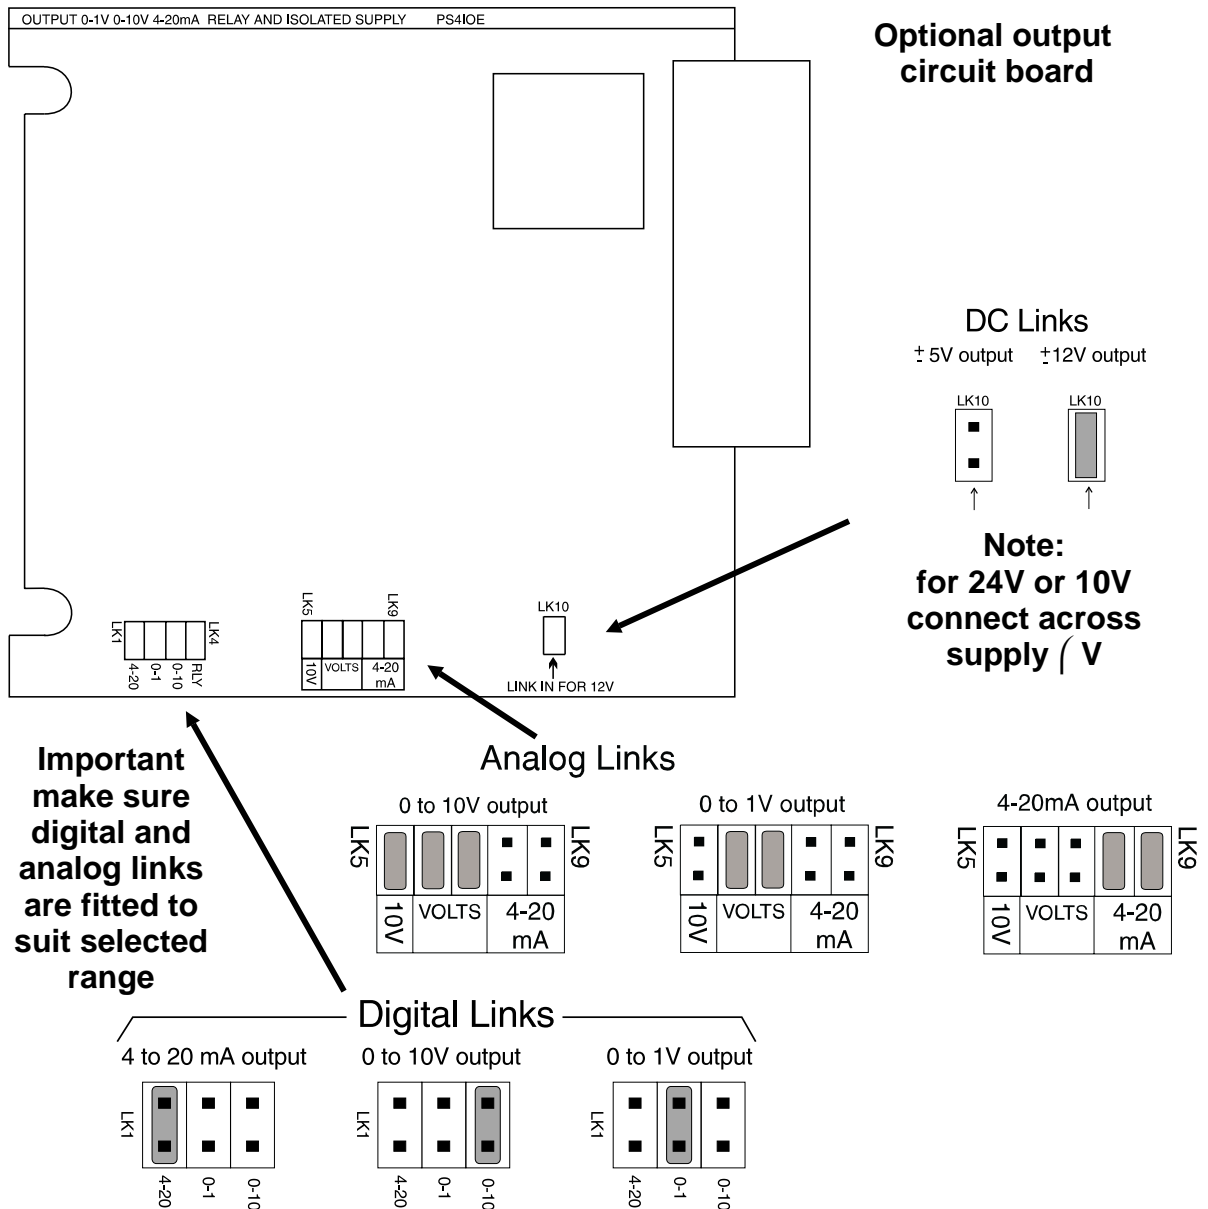 OUTPUT 0-1V 0-10V 4-20mA RELAY AND ISOLATED SUPPLY PS4IOE
Optional output
circuit board
DC Links
± 5V output ±12V output
LK10 LK10
Note:
for 24V or 10V
connect across
supply ( V
LK1 LK4
4-20 0-1 0-10 RLY
LK5 LK9
10V VOLTS 4-20
mA
LK10
LINK IN FOR 12V
Important
make sure
digital and
analog links
are fitted to
suit selected
range
Analog Links
0 to 10V output
LK5 LK9
10V VOLTS 4-20
mA
0 to 1V output
LK5 LK9
10V VOLTS 4-20
mA
4-20mA output
LK5 LK9
10V VOLTS 4-20
mA
Digital Links
4 to 20 mA output
LK1
4-20 0-1 0-10
0 to 10V output
LK1
4-20 0-1 0-10
0 to 1V output
LK1
4-20 0-1 0-10